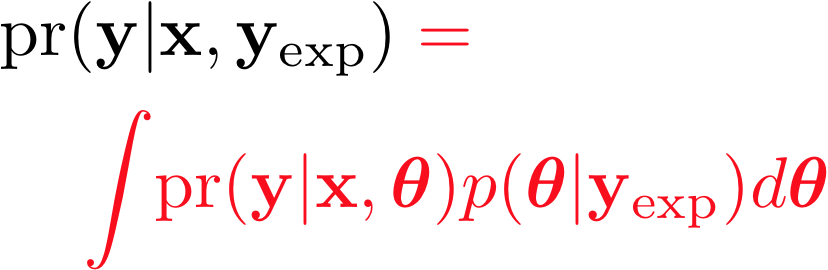 pr(𝐲|𝐱, 𝐲_exp) =
∫ pr(𝐲|𝐱, 𝜽)p(𝜽|𝐲_exp)d𝜽